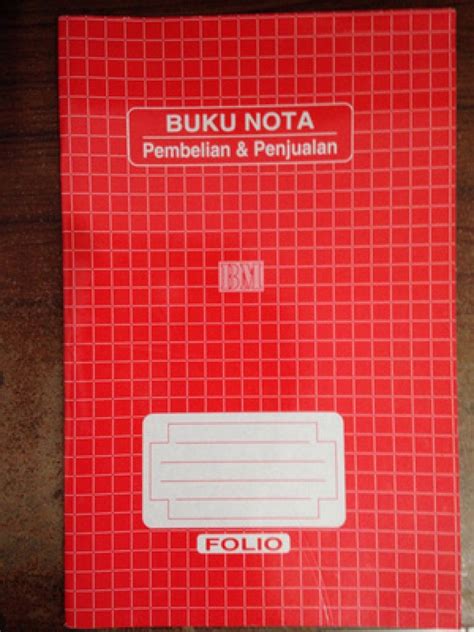 BUKU NOTA
Pembelian & Penjualan
BM
FOLIO